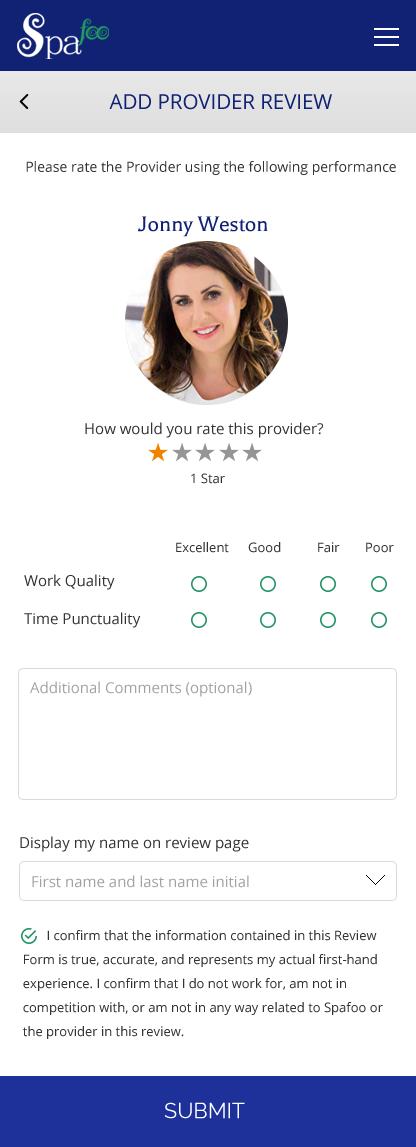 Spafoo
ADD PROVIDER REVIEW
Please rate the Provider using the following performance
Jonny Weston
How would you rate this provider?
1 Star
Excellent Good Fair Poor
Work Quality
Time Punctuality
Additional Comments (optional)
Display my name on review page
First name and last name initial
I confirm that the information contained in this Review
Form is true, accurate, and represents my actual first-hand
experience. I confirm that I do not work for, am not in
competition with, or am not in any way related to Spafoo or
the provider in this review.
SUBMIT